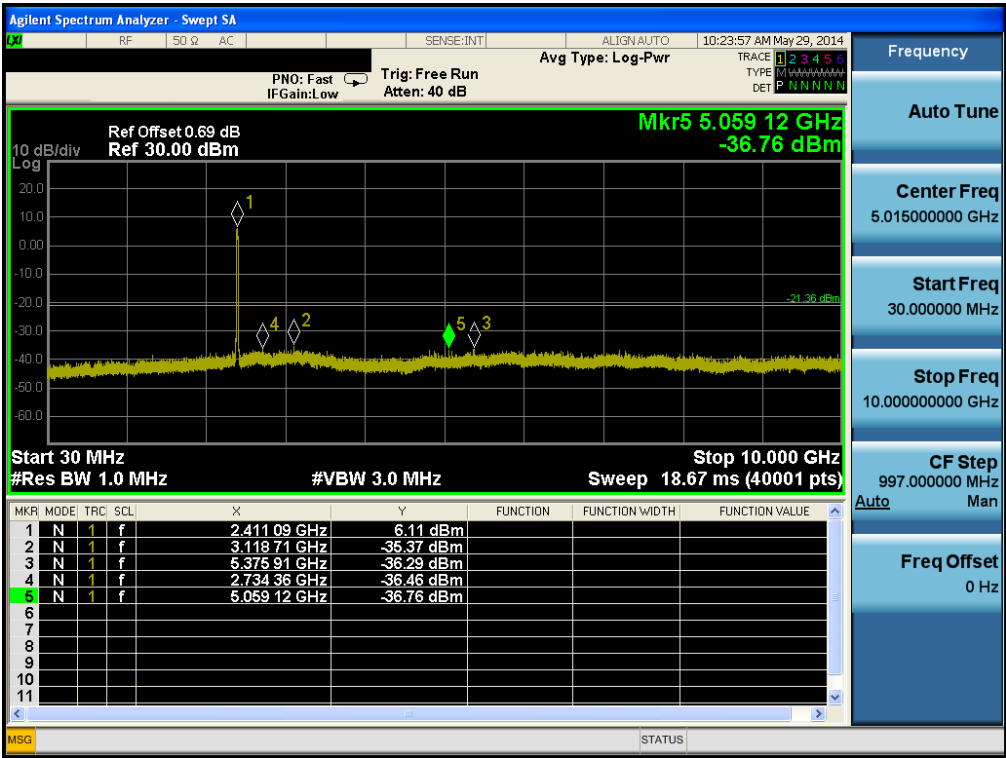 Agilent Spectrum Analyzer - Swept SA
LXI RF 50 Ω AC SENSE:INT ALIGN AUTO 10:23:57 AM May 29, 2014
Avg Type: Log-Pwr
TRACE 1 2 3 4 5 6
TYPE M
DET P N N N N N
PNO: Fast
IFGain:Low
Trig: Free Run
Atten: 40 dB
Mkr5 5.059 12 GHz
-36.76 dBm
Ref Offset 0.69 dB
10 dB/div Ref 30.00 dBm
Log
20.0
10.0
0.00
-10.0
-20.0
-30.0
-40.0
-50.0
-60.0
1
-21.36 dBm
4 2 5 3
Start 30 MHz Stop 10.000 GHz
#Res BW 1.0 MHz #VBW 3.0 MHz Sweep 18.67 ms (40001 pts)
MKR MODE TRC SCL X Y FUNCTION FUNCTION WIDTH FUNCTION VALUE
1 N 1 f 2.411 09 GHz 6.11 dBm
2 N 1 f 3.118 71 GHz -35.37 dBm
3 N 1 f 5.375 91 GHz -36.29 dBm
4 N 1 f 2.734 36 GHz -36.46 dBm
5 N 1 f 5.059 12 GHz -36.76 dBm
6
7
8
9
10
11
MSG STATUS
Frequency
Auto Tune
Center Freq
5.015000000 GHz
Start Freq
30.000000 MHz
Stop Freq
10.000000000 GHz
CF Step
997.000000 MHz
Auto Man
Freq Offset
0 Hz